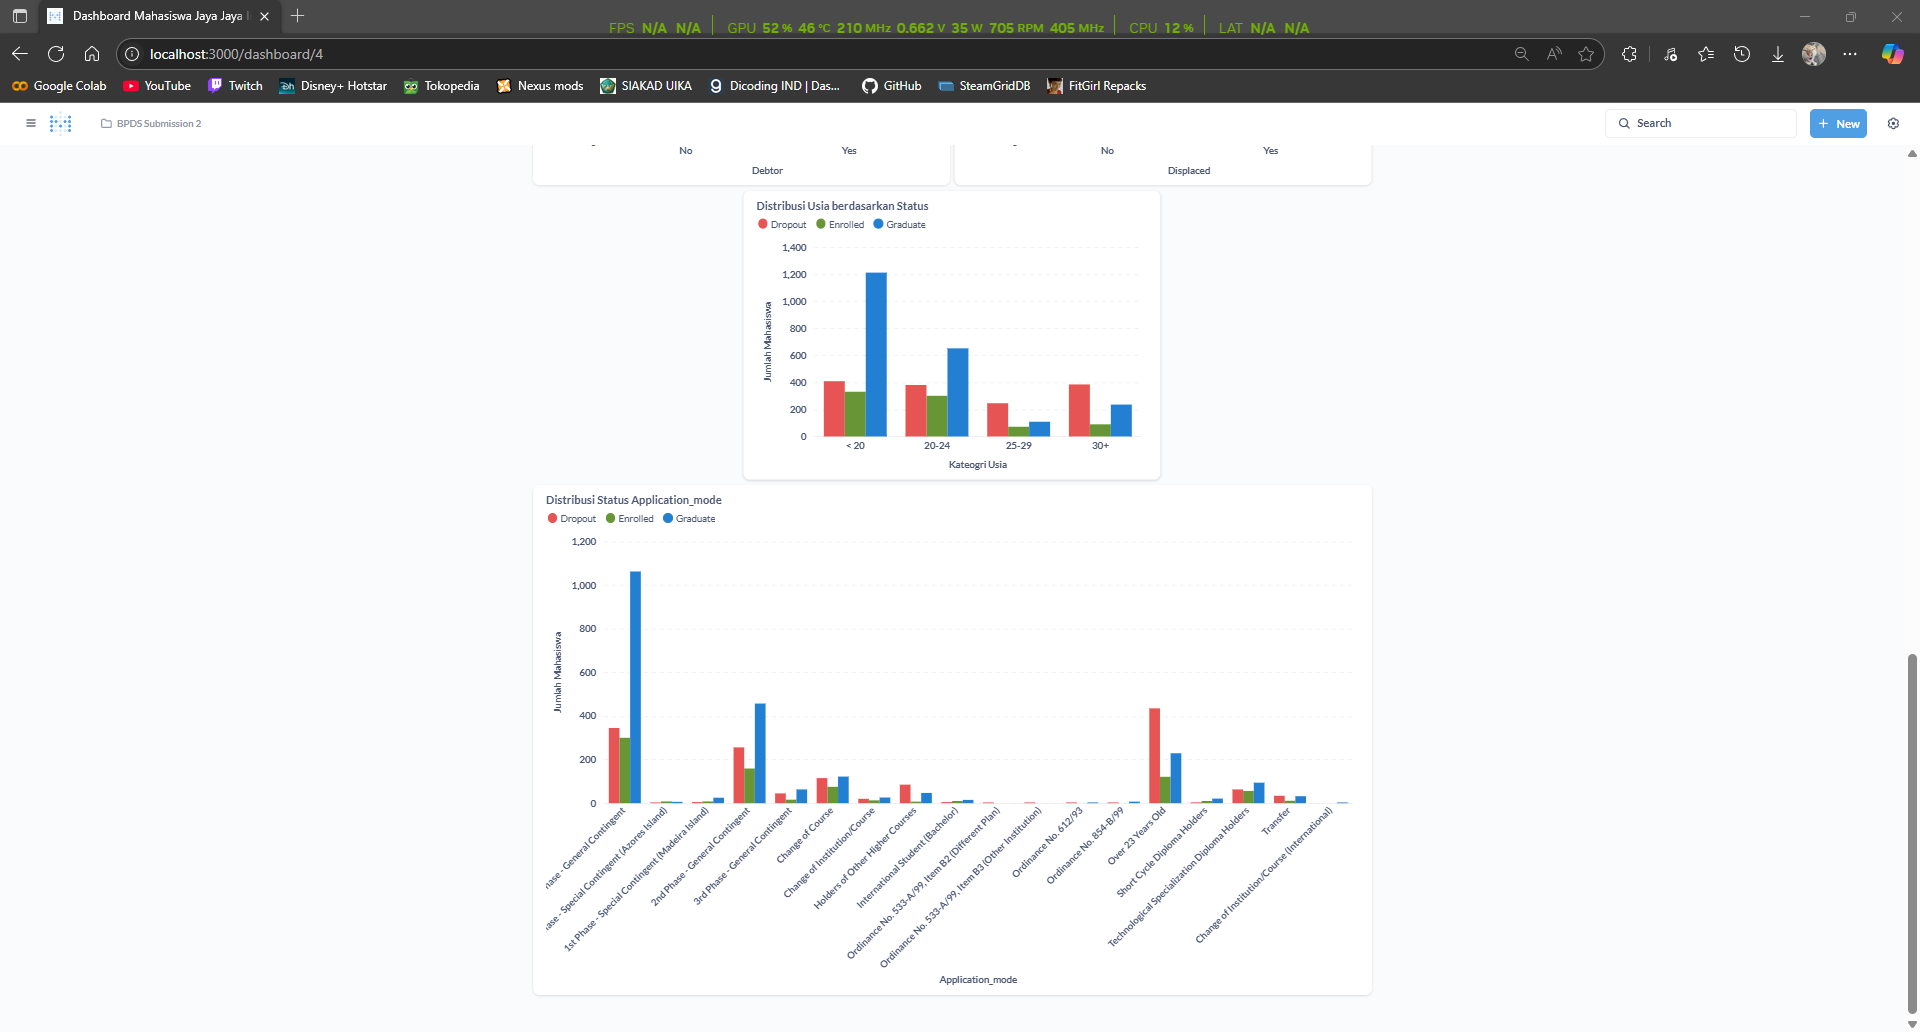 Dashboard Mahasiswa Jaya Jaya
FPS N/A N/A GPU 52 % 46 °C 210 MHz 0.662 V 35 W 705 RPM 405 MHz CPU 12 % LAT N/A N/A
localhost:3000/dashboard/4
Google Colab YouTube Twitch Disney+ Hotstar Tokopedia Nexus mods SIAKAD UIKA Dicoding IND | Das... GitHub SteamGridDB FitGirl Repacks
BPDS Submission 2 Search + New
No Yes No Yes
Debtor Displaced
Distribusi Usia berdasarkan Status
Dropout Enrolled Graduate
1,400
1,200
1,000
800
600
400
200
0
Jumlah Mahasiswa
< 20 20-24 25-29 30+
Kateogri Usia
Distribusi Status Application_mode
Dropout Enrolled Graduate
1,200
1,000
800
600
400
200
0
Jumlah Mahasiswa
hase - General Contingent
ase - Special Contingent (Azores Island)
1st Phase - Special Contingent (Madeira Island)
2nd Phase - General Contingent
3rd Phase - General Contingent
Change of Course
Change of Institution/Course
Holders of Other Higher Courses
International Student (Bachelor)
Ordinance No. 533-A/99, Item B2 (Different Plan)
Ordinance No. 533-A/99, Item B3 (Other Institution)
Ordinance No. 612/93
Ordinance No. 854-B/99
Over 23 Years Old
Short Cycle Diploma Holders
Technological Specialization Diploma Holders
Transfer
Change of Institution/Course (International)
Application_mode